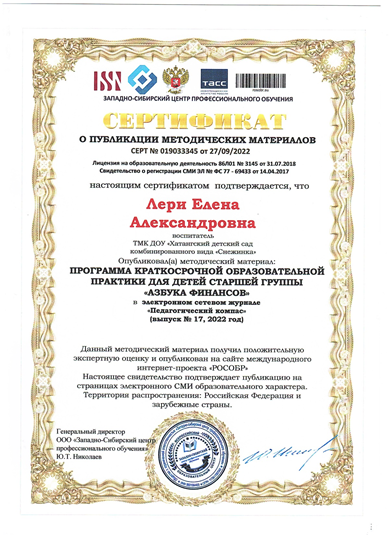 ISSN
ТАСС
ЗАПАДНО-СИБИРСКИЙ ЦЕНТР ПРОФЕССИОНАЛЬНОГО ОБУЧЕНИЯ
СЕРТИФИКАТ
О ПУБЛИКАЦИИ МЕТОДИЧЕСКИХ МАТЕРИАЛОВ
СЕРТ № 019033345 от 27/09/2022
Лицензия на образовательную деятельность 86Л01 № 3145 от 31.07.2018
Свидетельство о регистрации СМИ ЭЛ № ФС 77 - 69433 от 14.04.2017
настоящим сертификатом подтверждается, что
Лери Елена
Александровна
воспитатель
ТМК ДОУ «Хатангский детский сад
комбинированного вида «Снежинка»
Опубликовал(а) методический материал:
ПРОГРАММА КРАТКОСРОЧНОЙ ОБРАЗОВАТЕЛЬНОЙ
ПРАКТИКИ ДЛЯ ДЕТЕЙ СТАРШЕЙ ГРУППЫ
«АЗБУКА ФИНАНСОВ»
в электронном сетевом журнале
«Педагогический компас»
(выпуск № 17, 2022 год)
Данный методический материал получил положительную
экспертную оценку и опубликован на сайте международного
интернет-проекта «РОСОБР»
Настоящее свидетельство подтверждает публикацию на
страницах электронного СМИ образовательного характера.
Территория распространения: Российская Федерация и
зарубежные страны.
Генеральный директор
ООО «Западно-Сибирский центр
профессионального обучения»
Ю.Т. Николаев